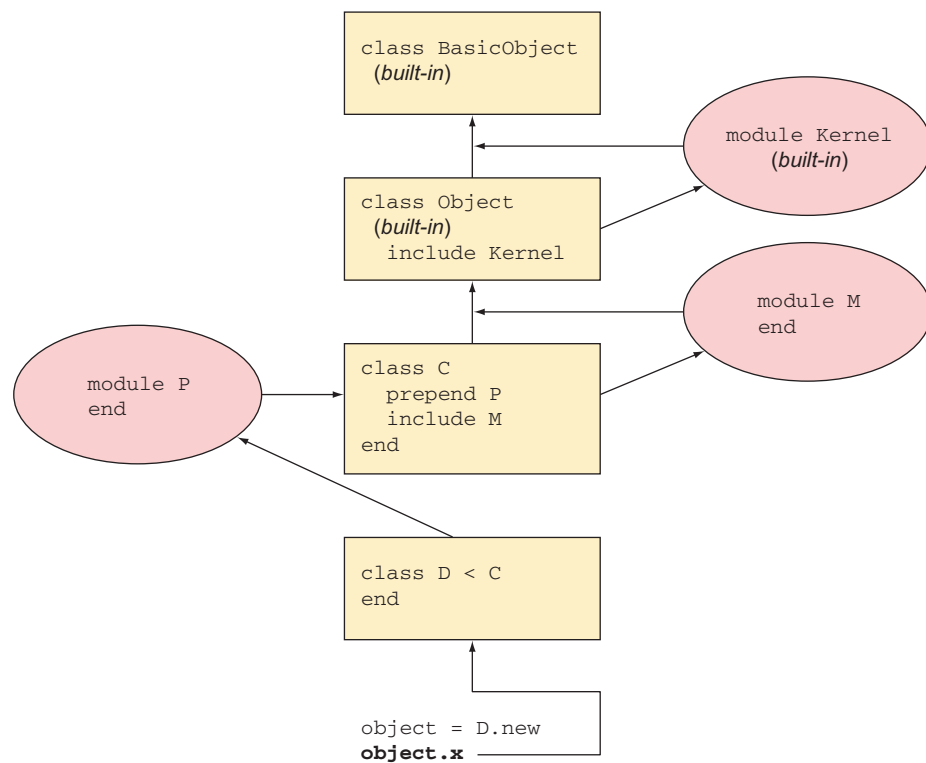 class BasicObject
(built-in)
module Kernel
(built-in)
class Object
(built-in)
include Kernel
module M
end
class C
prepend P
include M
end
module P
end
class D < C
end
object = D.new
object.x